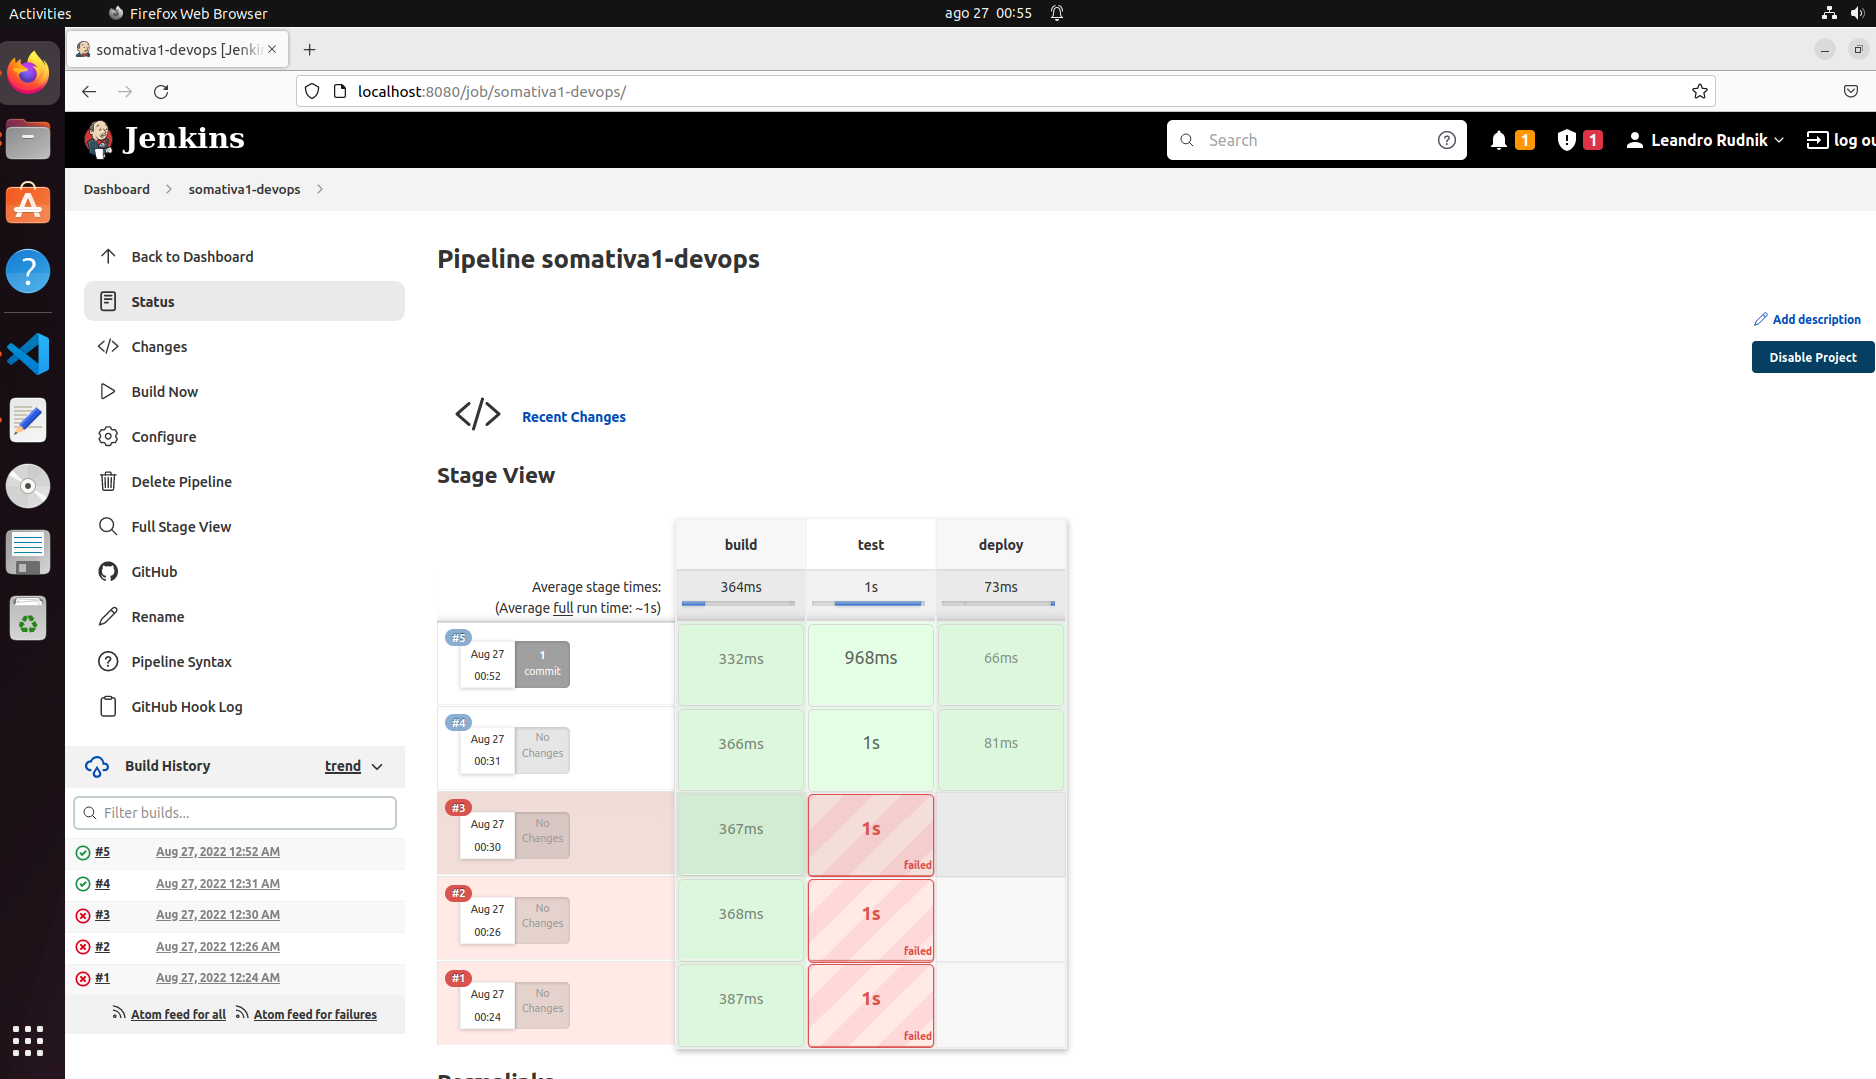 Activities
Firefox Web Browser
ago 27 00:55
somativa1-devops [Jenkin
localhost:8080/job/somativa1-devops/
Jenkins
Search
1
1
Leandro Rudnik
log ou
Dashboard
somativa1-devops
Back to Dashboard
Status
Changes
Build Now
Configure
Delete Pipeline
Full Stage View
GitHub
Rename
Pipeline Syntax
GitHub Hook Log
Build History
trend
Filter builds...
#5 Aug 27, 2022 12:52 AM
#4 Aug 27, 2022 12:31 AM
#3 Aug 27, 2022 12:30 AM
#2 Aug 27, 2022 12:26 AM
#1 Aug 27, 2022 12:24 AM
Atom feed for all Atom feed for failures
Pipeline somativa1-devops
Add description
Disable Project
Recent Changes
Stage View
build test deploy
Average stage times: 364ms 1s 73ms
(Average full run time: ~1s)
#5
Aug 27
00:52
1
commit
332ms 968ms 66ms
#4
Aug 27
00:31
No
Changes
366ms 1s 81ms
#3
Aug 27
00:30
No
Changes
367ms 1s
failed
#2
Aug 27
00:26
No
Changes
368ms 1s
failed
#1
Aug 27
00:24
No
Changes
387ms 1s
failed
Permalinks